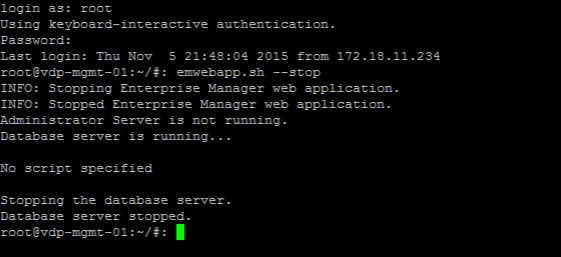 login as: root
Using keyboard-interactive authentication.
Password:
Last login: Thu Nov  5 21:48:04 2015 from 172.18.11.234
root@vdp-mgmt-01:~/#: emwebapp.sh --stop
INFO: Stopping Enterprise Manager web application.
INFO: Stopped Enterprise Manager web application.
Administrator Server is not running.
Database server is running...
No script specified
Stopping the database server.
Database server stopped.
root@vdp-mgmt-01:~/#: